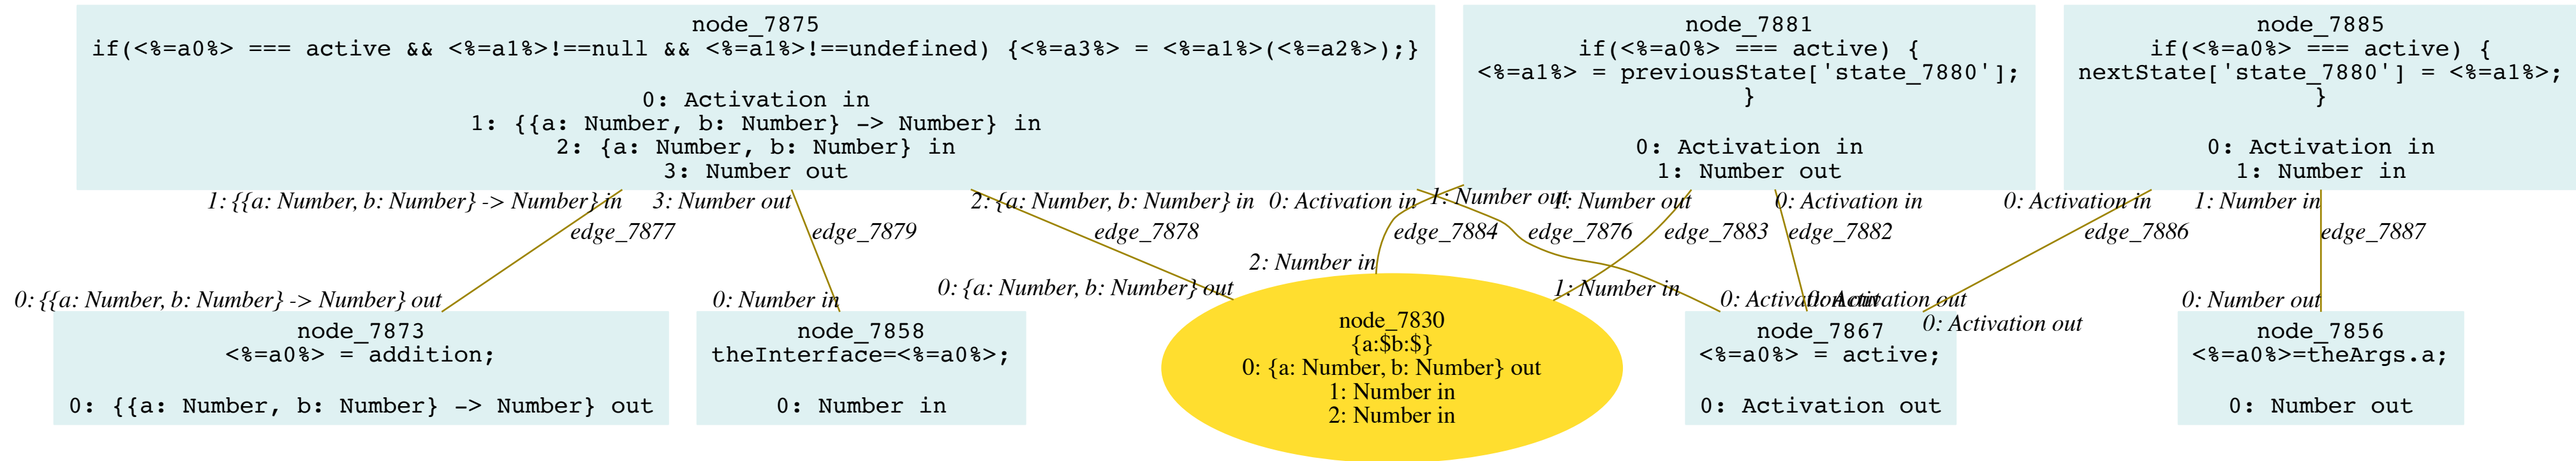 node_7875
if(<%=a0%> === active && <%=a1%>!==null && <%=a1%>!==undefined) {<%=a3%> = <%=a1%>(<%=a2%>);}
0: Activation in
1: {{a: Number, b: Number} -> Number} in
2: {a: Number, b: Number} in
3: Number out
node_7881
if(<%=a0%> === active) {
<%=a1%> = previousState['state_7880'];
}
0: Activation in
1: Number out
node_7885
if(<%=a0%> === active) {
nextState['state_7880'] = <%=a1%>;
}
0: Activation in
1: Number in
1: {{a: Number, b: Number} -> Number} in
3: Number out
2: {a: Number, b: Number} in
0: Activation in
1: Number out
1: Number out
0: Activation in
0: Activation in
1: Number in
edge_7877
edge_7879
edge_7878
edge_7884
edge_7876
edge_7883
edge_7882
edge_7886
edge_7887
2: Number in
0: {{a: Number, b: Number} -> Number} out
0: Number in
0: {a: Number, b: Number} out
1: Number in
0: Activation out
0: Activation out
0: Activation out
0: Number out
node_7873
<%=a0%> = addition;
0: {{a: Number, b: Number} -> Number} out
node_7858
theInterface=<%=a0%>;
0: Number in
node_7830
{a:$b:$}
0: {a: Number, b: Number} out
1: Number in
2: Number in
node_7867
<%=a0%> = active;
0: Activation out
node_7856
<%=a0%>=theArgs.a;
0: Number out